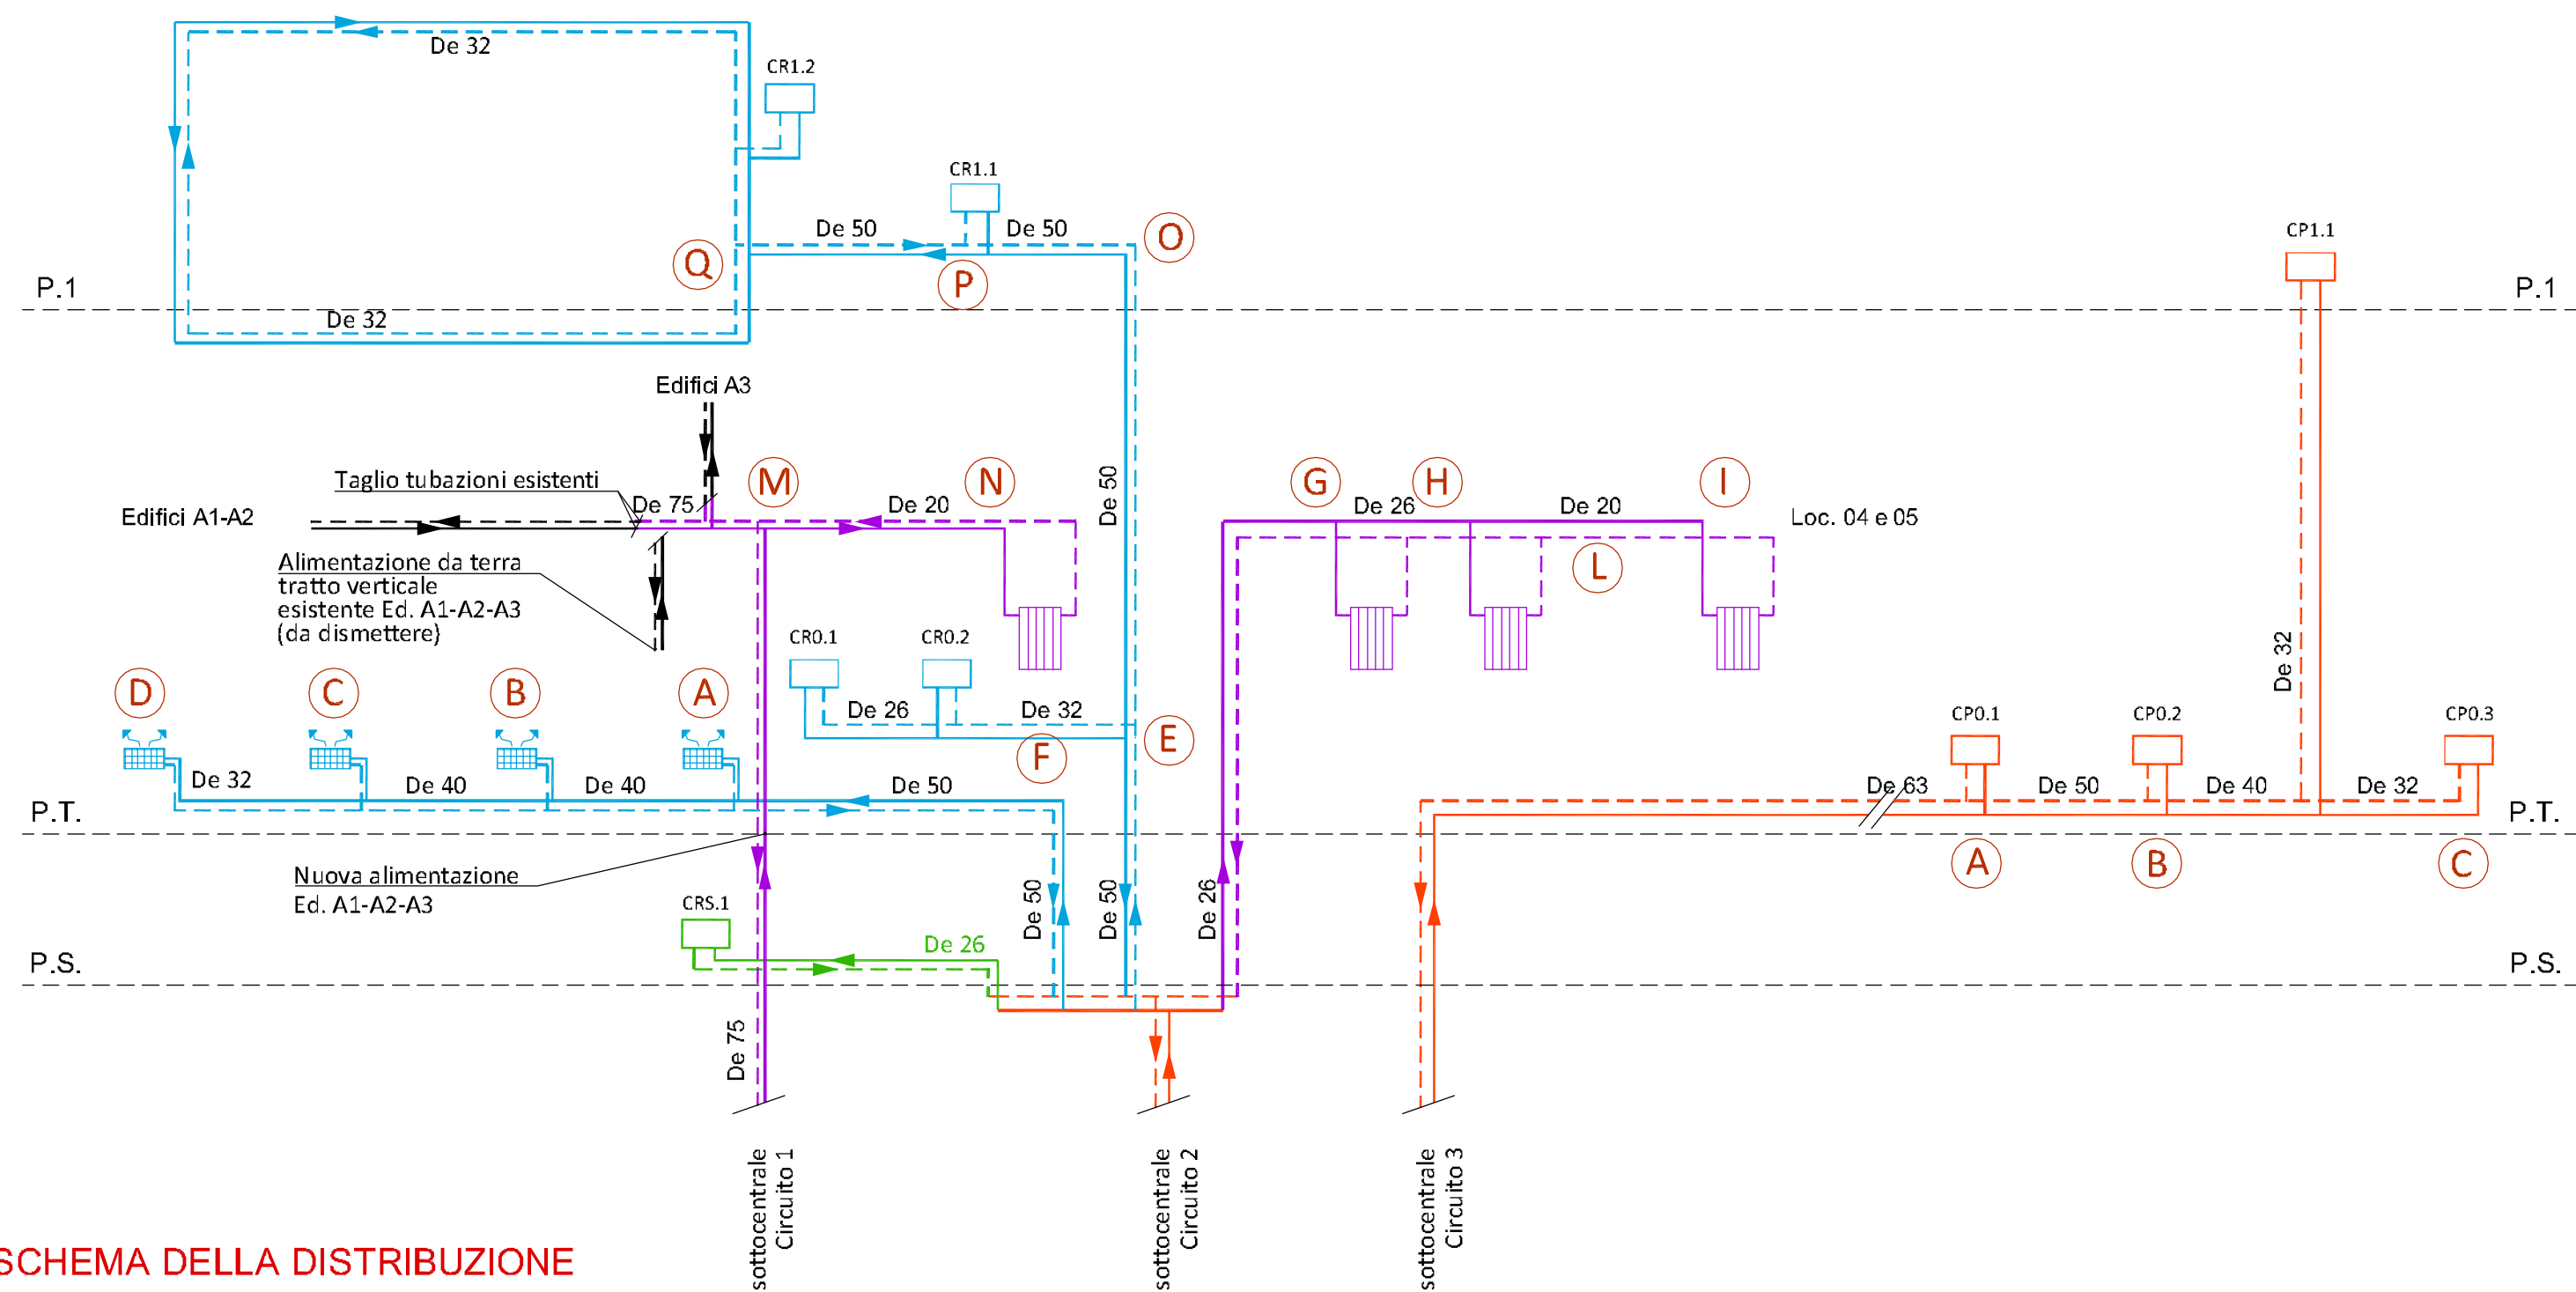 De 32
CR1.2
CR1.1
De 50
De 50
O
CP1.1
Q
P
P.1
P.1
De 32
Edifici A3
Taglio tubazioni esistenti
De 75
M
De 20
N
De 50
G
De 26
H
De 20
I
Edifici A1-A2
Loc. 04 e 05
L
Alimentazione da terra
tratto verticale
esistente Ed. A1-A2-A3
(da dismettere)
CR0.1
CR0.2
De 32
D
C
B
A
De 26
De 32
E
F
CP0.1
CP0.2
CP0.3
De 32
De 40
De 40
De 50
De 63
De 50
De 40
De 32
P.T.
P.T.
A
B
C
Nuova alimentazione
Ed. A1-A2-A3
CRS.1
De 50
De 50
De 26
De 26
P.S.
P.S.
De 75
sottocentrale
Circuito 1
sottocentrale
Circuito 2
sottocentrale
Circuito 3
SCHEMA DELLA DISTRIBUZIONE